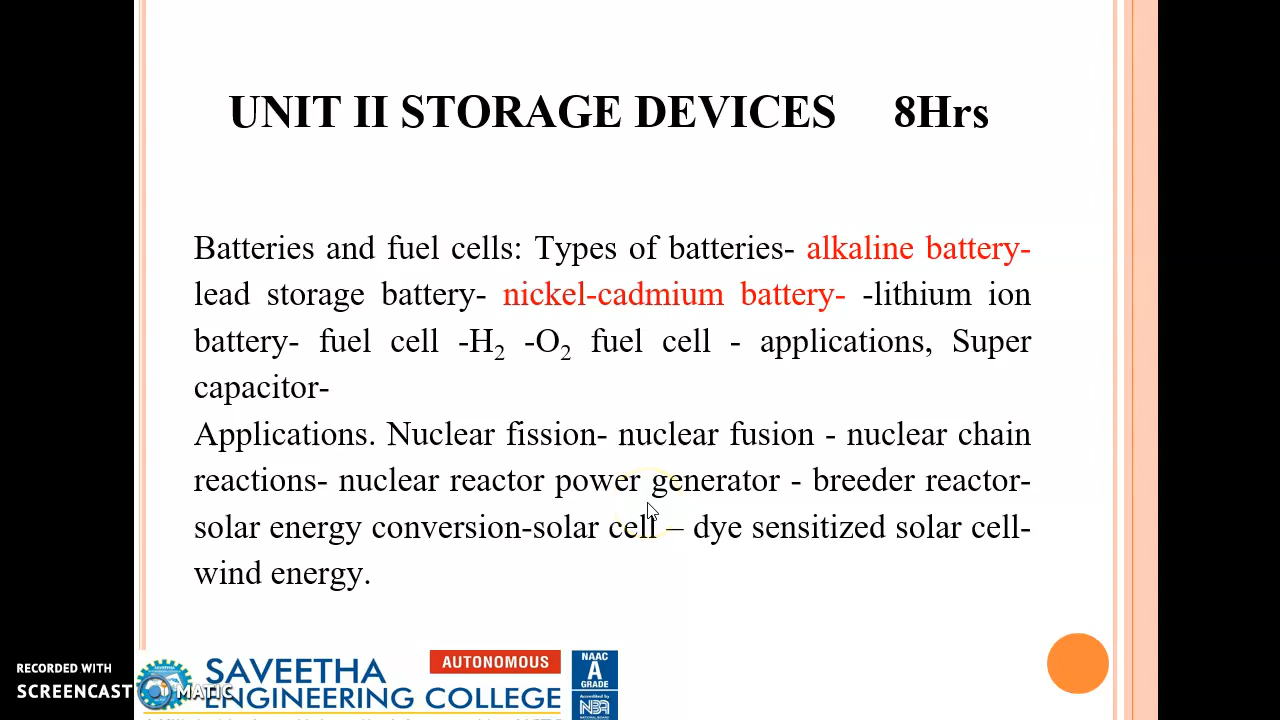 UNIT II STORAGE DEVICES 8Hrs
Batteries and fuel cells: Types of batteries- alkaline battery-
lead storage battery- nickel-cadmium battery- -lithium ion
battery- fuel cell -H₂ -O₂ fuel cell - applications, Super
capacitor-
Applications. Nuclear fission- nuclear fusion - nuclear chain
reactions- nuclear reactor power generator - breeder reactor-
solar energy conversion-solar cell – dye sensitized solar cell-
wind energy.
RECORDED WITH
SCREENCAST MATIC
SAVEETHA
ENGINEERING COLLEGE
AUTONOMOUS
NAAC
A
GRADE
Accredited by
NBA